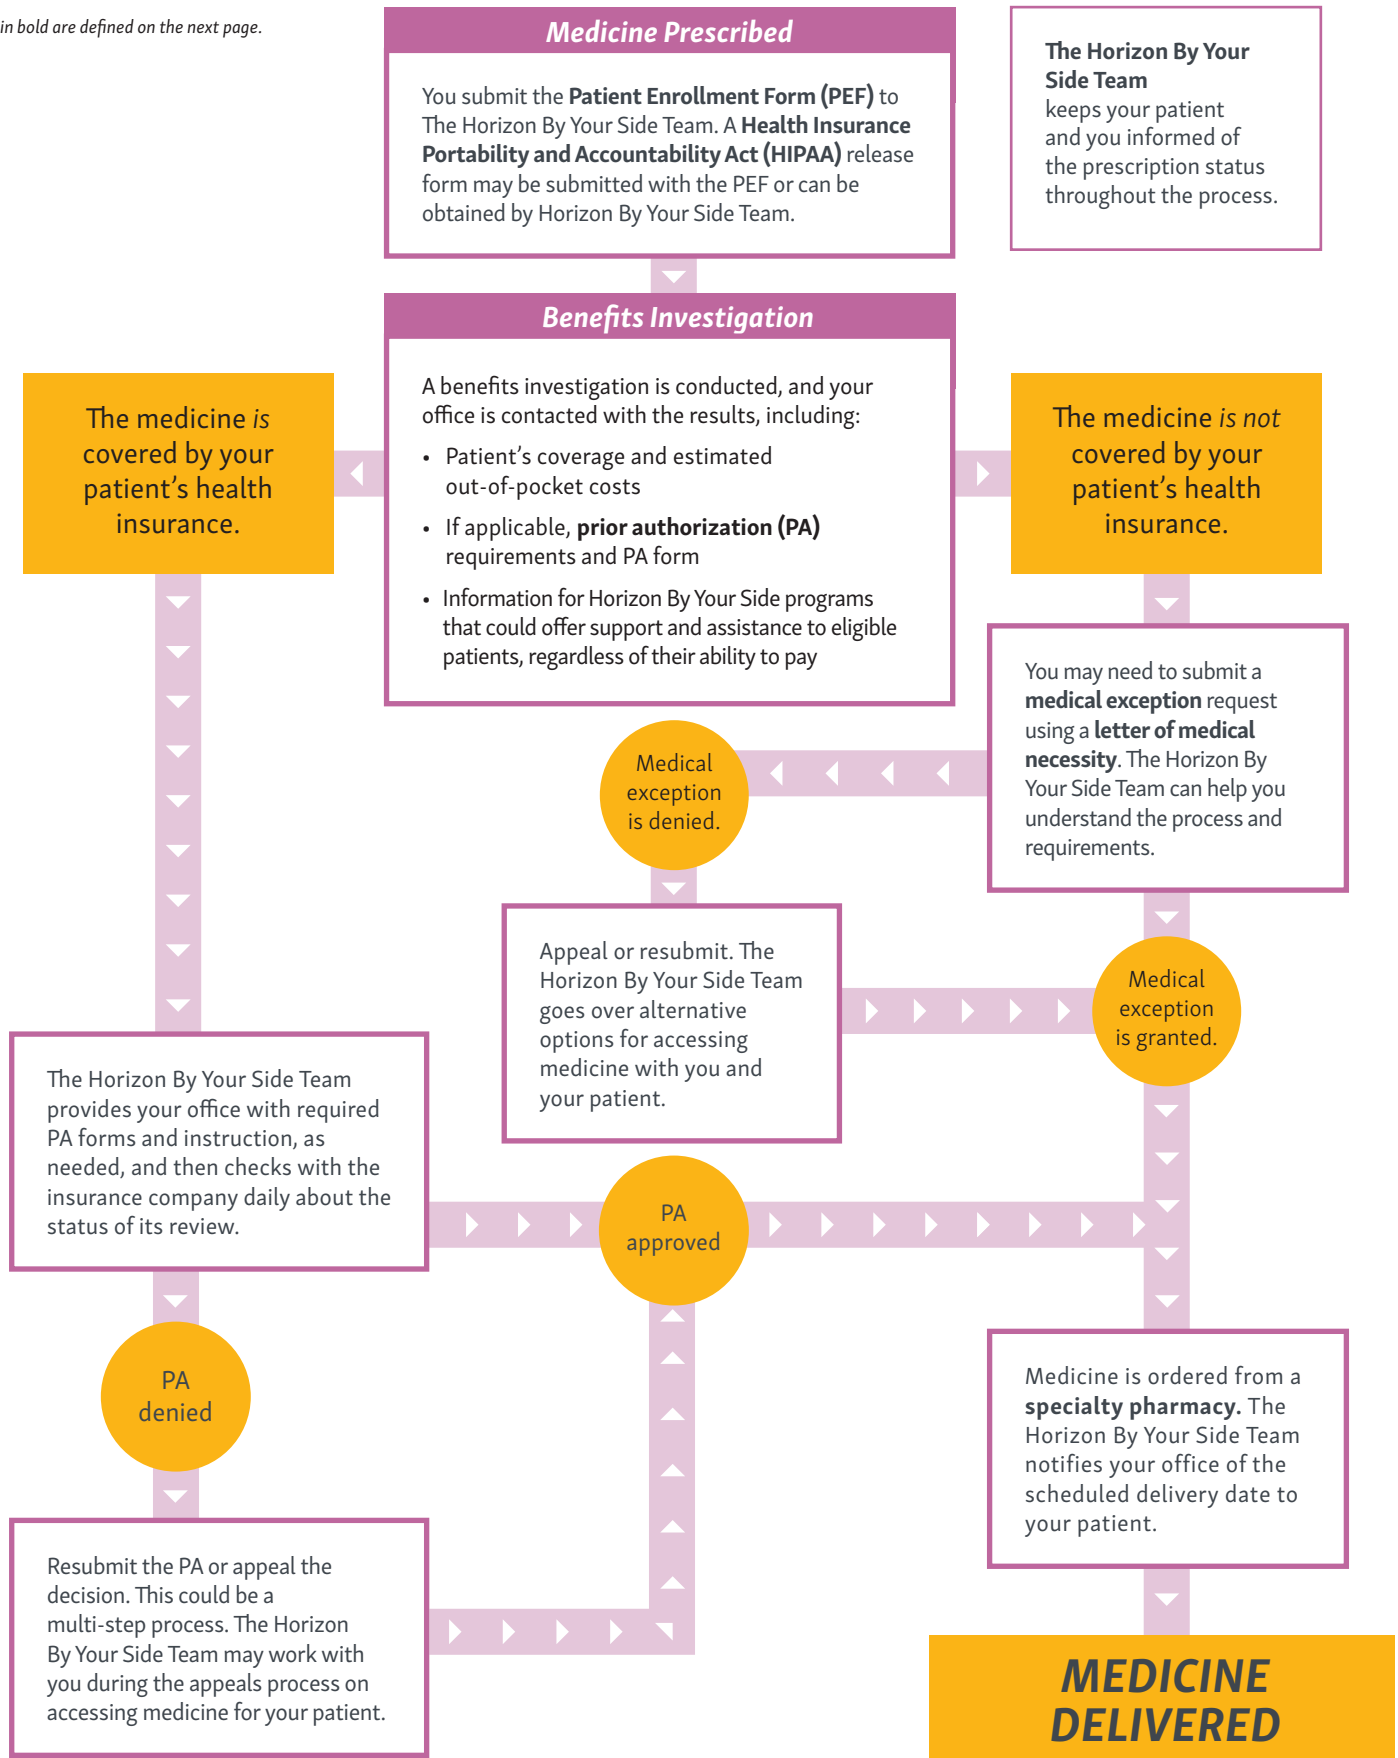 in bold are defined on the next page.
Medicine Prescribed
You submit the Patient Enrollment Form (PEF) to
The Horizon By Your Side Team. A Health Insurance
Portability and Accountability Act (HIPAA) release
form may be submitted with the PEF or can be
obtained by Horizon By Your Side Team.
The Horizon By Your
Side Team
keeps your patient
and you informed of
the prescription status
throughout the process.
Benefits Investigation
A benefits investigation is conducted, and your
office is contacted with the results, including:
• Patient's coverage and estimated
out-of-pocket costs
• If applicable, prior authorization (PA)
requirements and PA form
• Information for Horizon By Your Side programs
that could offer support and assistance to eligible
patients, regardless of their ability to pay
The medicine is
covered by your
patient's health
insurance.
The medicine is not
covered by your
patient's health
insurance.
You may need to submit a
medical exception request
using a letter of medical
necessity. The Horizon By
Your Side Team can help you
understand the process and
requirements.
Medical
exception
is denied.
Appeal or resubmit. The
Horizon By Your Side Team
goes over alternative
options for accessing
medicine with you and
your patient.
Medical
exception
is granted.
The Horizon By Your Side Team
provides your office with required
PA forms and instruction, as
needed, and then checks with the
insurance company daily about the
status of its review.
PA
approved
PA
denied
Resubmit the PA or appeal the
decision. This could be a
multi-step process. The Horizon
By Your Side Team may work with
you during the appeals process on
accessing medicine for your patient.
Medicine is ordered from a
specialty pharmacy. The
Horizon By Your Side Team
notifies your office of the
scheduled delivery date to
your patient.
MEDICINE
DELIVERED